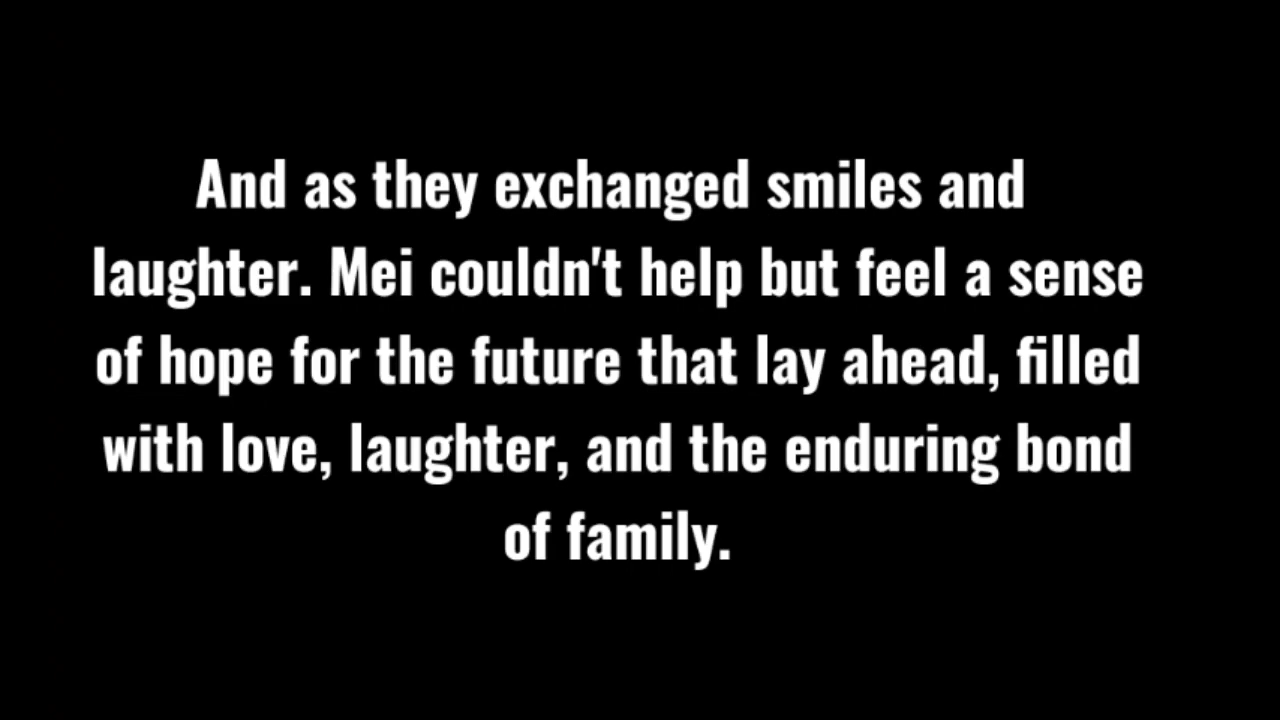 And as they exchanged smiles and
laughter. Mei couldn't help but feel a sense
of hope for the future that lay ahead, filled
with love, laughter, and the enduring bond
of family.